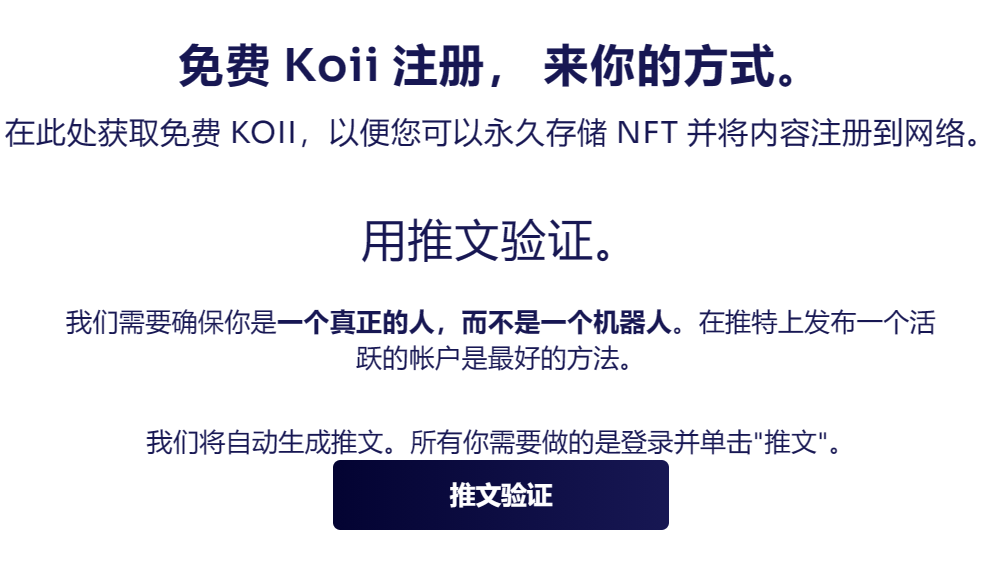 免费 Koii 注册， 来你的方式。
在此处获取免费 KOII，以便您可以永久存储 NFT 并将内容注册到网络。
用推文验证。
我们需要确保你是一个真正的人，而不是一个机器人。在推特上发布一个活
跃的帐户是最好的方法。
我们将自动生成推文。所有你需要做的是登录并单击"推文"。
推文验证